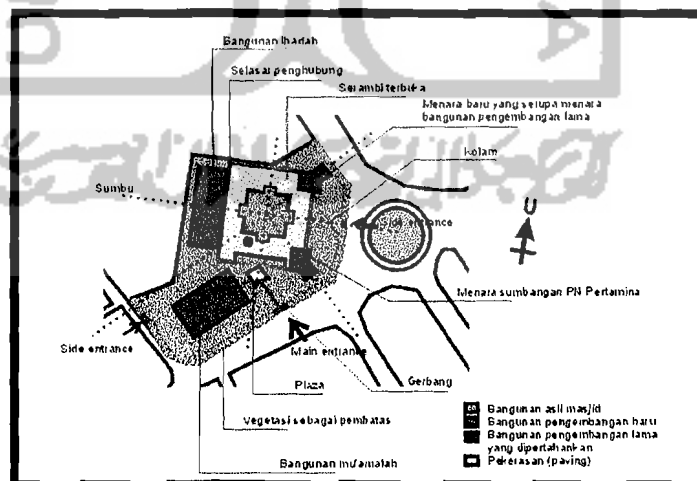 Bangunan Ibadah
Selasar penghubung
Serambi terbuka
Menara baru yang serupa menara
bangunan pengembangan lama
kolam
Sumbu
Side entrance
U
Menara sumbangan PN Pertamina
Side entrance
Main entrance
Gerbang
Plaza
Vegetasi sebagai pembatas
Bangunan mu'amalah
Bangunan asli masjid
Bangunan pengembangan baru
Bangunan pengembangan lama
yang dipertahankan
Pekerasan (paving)